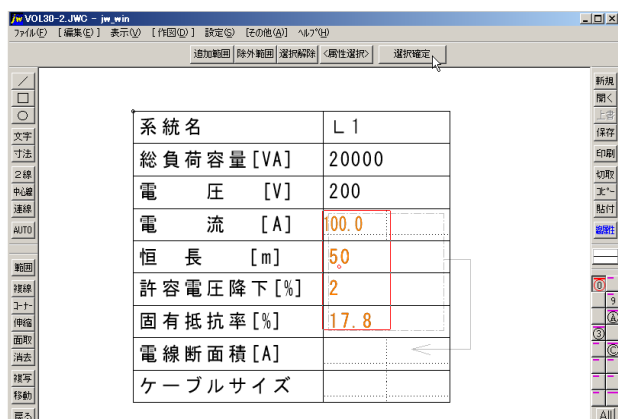 jw VOL30-2.JWC - jw_win
ファイル(F) [編集(E)] 表示(V) [作図(D)] 設定(S) [その他(A)] ヘルプ(H)
追加範囲 除外範囲 選択解除 <属性選択> 選択確定
文字
寸法
2線
中心線
連線
AUTO
範囲
複線
コーナー
伸縮
面取
消去
複写
移動
戻る
系統名 L1
総負荷容量[VA] 20000
電 圧 [V] 200
電 流 [A] 100.0
恒 長 [m] 50
許容電圧降下[%] 2
固有抵抗率[%] 17.8
電線断面積[A]
ケーブルサイズ
新規
開く
上書
保存
印刷
切取
コピー
貼付
線属性
0
9
A
3
C
All